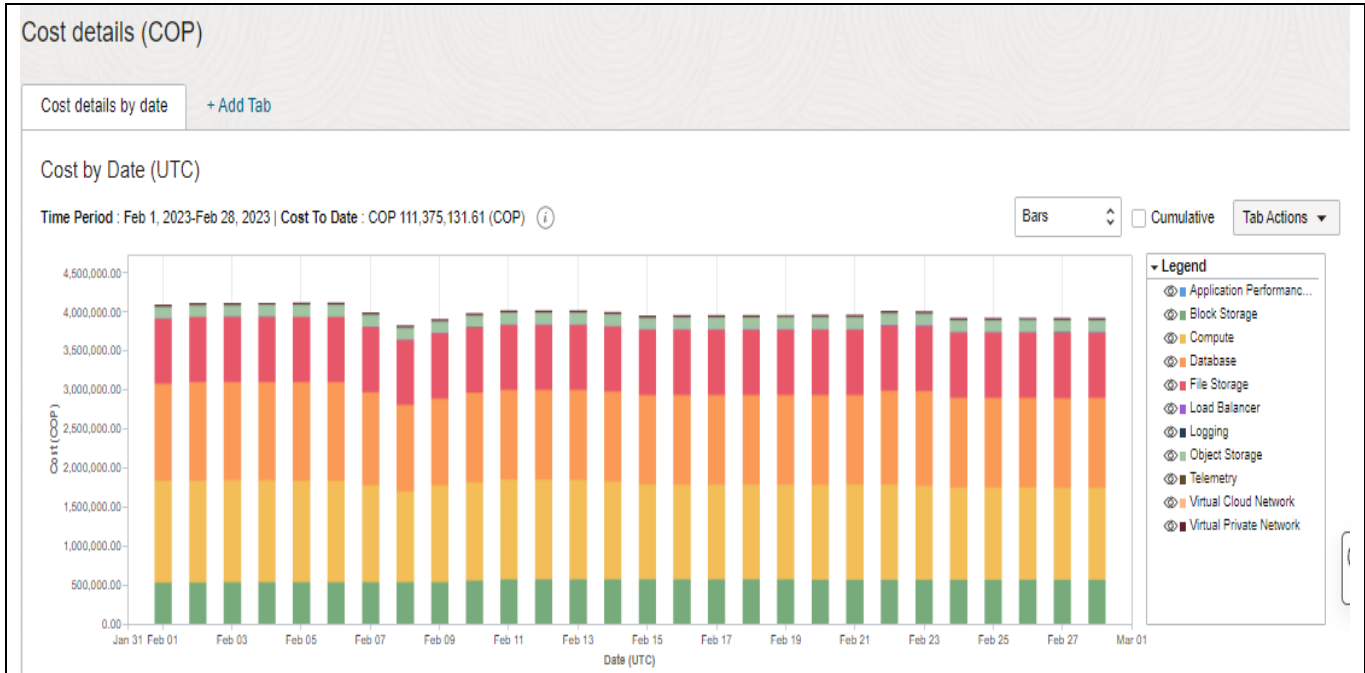 Cost details (COP)
Cost details by date + Add Tab
Cost by Date (UTC)
Time Period : Feb 1, 2023-Feb 28, 2023 | Cost To Date : COP 111,375,131.61 (COP) i
Bars Cumulative Tab Actions
4,500,000.00
4,000,000.00
3,500,000.00
3,000,000.00
2,500,000.00
2,000,000.00
1,500,000.00
1,000,000.00
500,000.00
0.00
Cost (COP)
Jan 31 Feb 01 Feb 03 Feb 05 Feb 07 Feb 09 Feb 11 Feb 13 Feb 15 Feb 17 Feb 19 Feb 21 Feb 23 Feb 25 Feb 27 Mar 01
Date (UTC)
Legend
Application Performanc...
Block Storage
Compute
Database
File Storage
Load Balancer
Logging
Object Storage
Telemetry
Virtual Cloud Network
Virtual Private Network